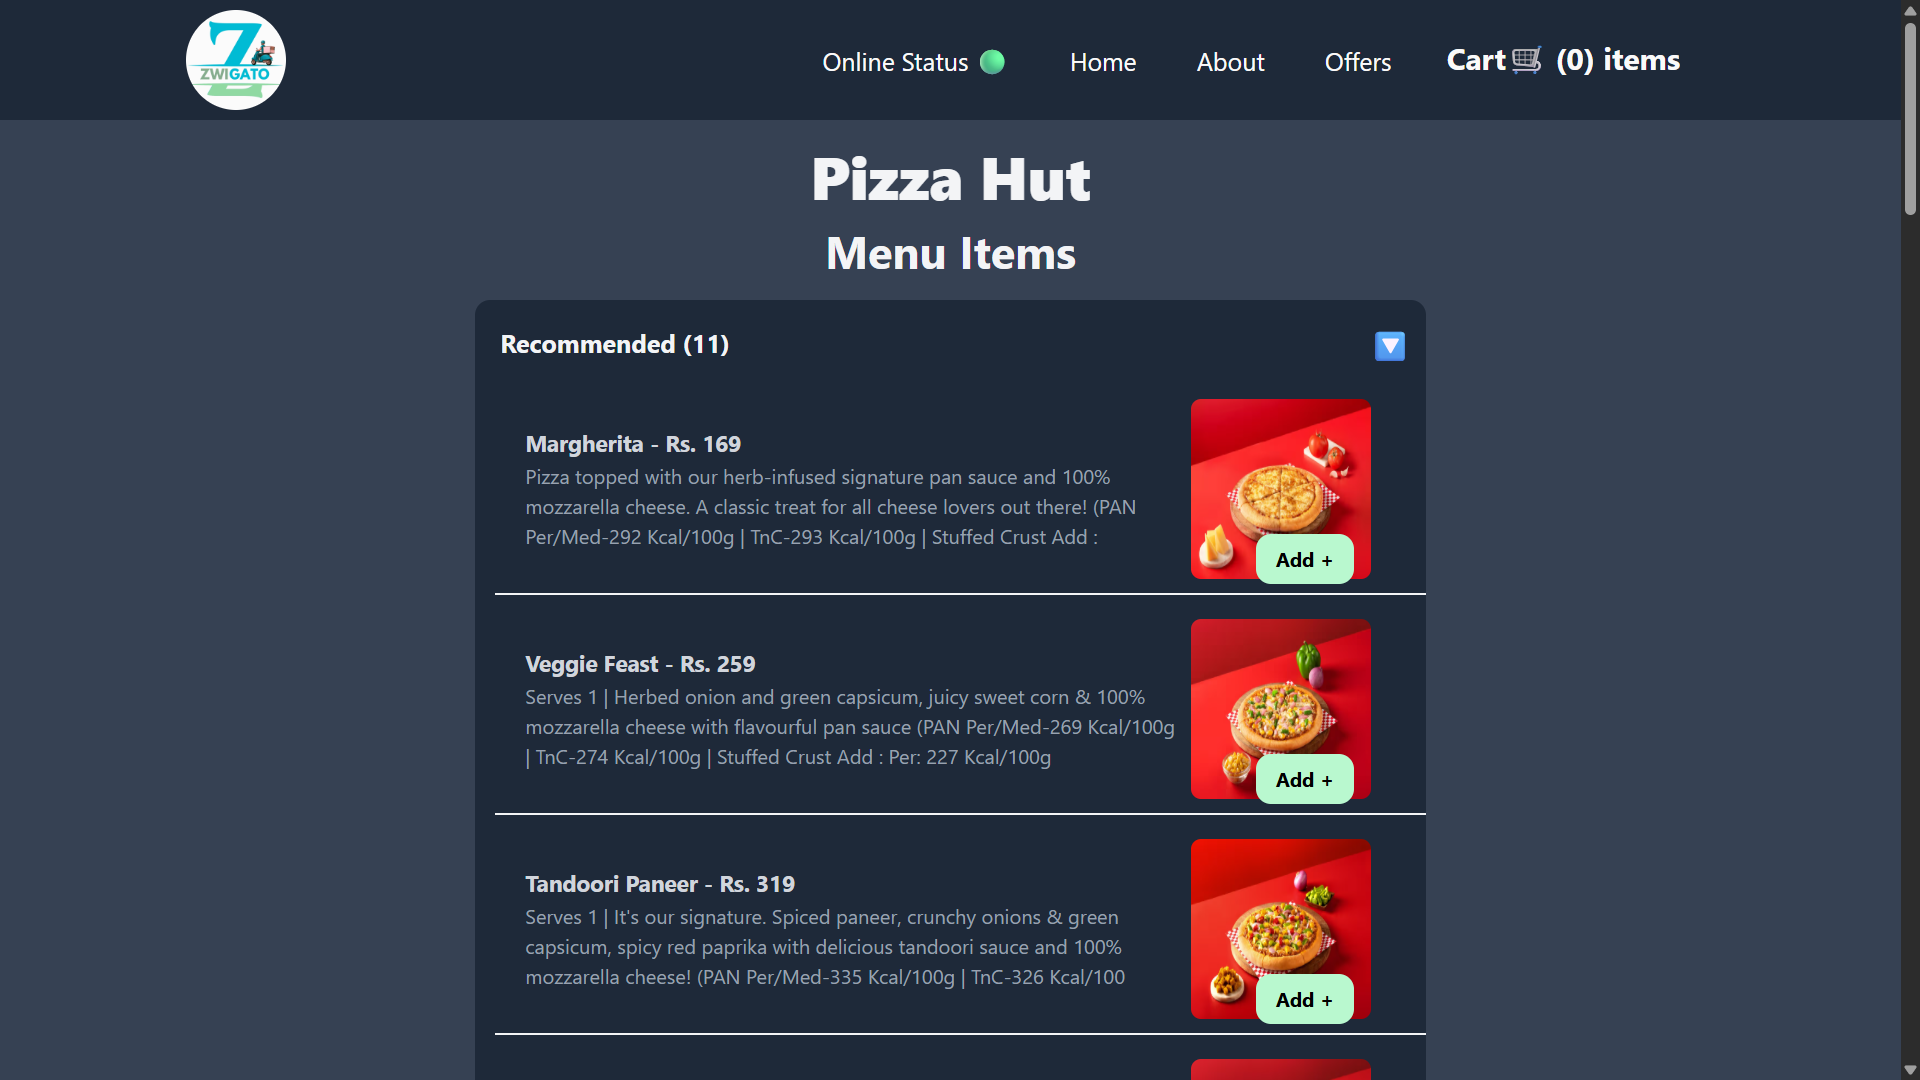 Z
ZWIGATO
Online Status
Home
About
Offers
Cart (0) items
Pizza Hut
Menu Items
Recommended (11)
Margherita - Rs. 169
Pizza topped with our herb-infused signature pan sauce and 100%
mozzarella cheese. A classic treat for all cheese lovers out there! (PAN
Per/Med-292 Kcal/100g | TnC-293 Kcal/100g | Stuffed Crust Add :
Add +
Veggie Feast - Rs. 259
Serves 1 | Herbed onion and green capsicum, juicy sweet corn & 100%
mozzarella cheese with flavourful pan sauce (PAN Per/Med-269 Kcal/100g
| TnC-274 Kcal/100g | Stuffed Crust Add : Per: 227 Kcal/100g
Add +
Tandoori Paneer - Rs. 319
Serves 1 | It's our signature. Spiced paneer, crunchy onions & green
capsicum, spicy red paprika with delicious tandoori sauce and 100%
mozzarella cheese! (PAN Per/Med-335 Kcal/100g | TnC-326 Kcal/100
Add +